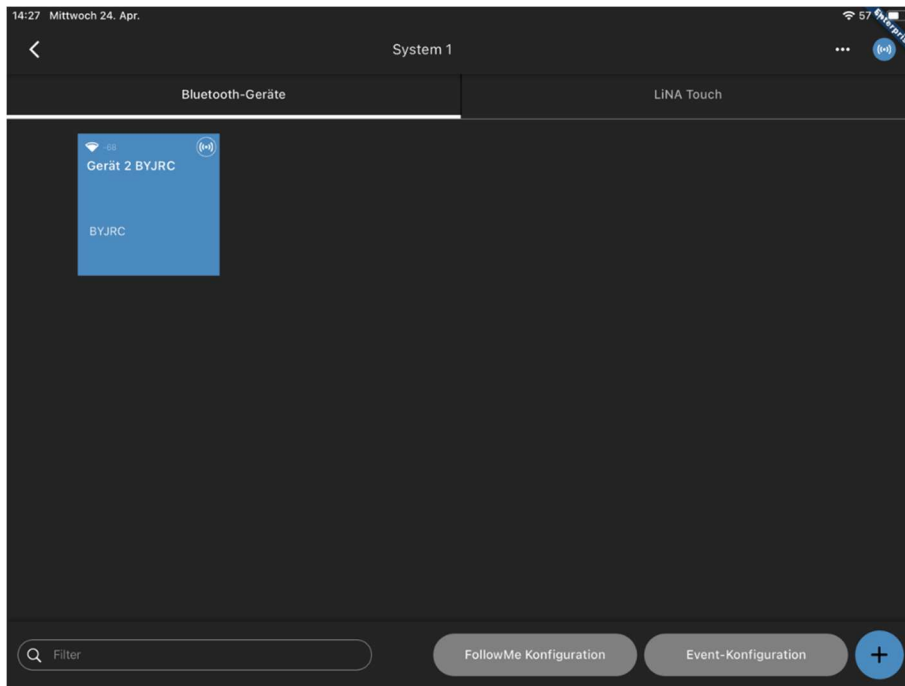 14:27 Mittwoch 24. Apr.
57
Enterpris
System 1
Bluetooth-Geräte
LiNA Touch
Gerät 2 BYJRC
BYJRC
Filter
FollowMe Konfiguration
Event-Konfiguration